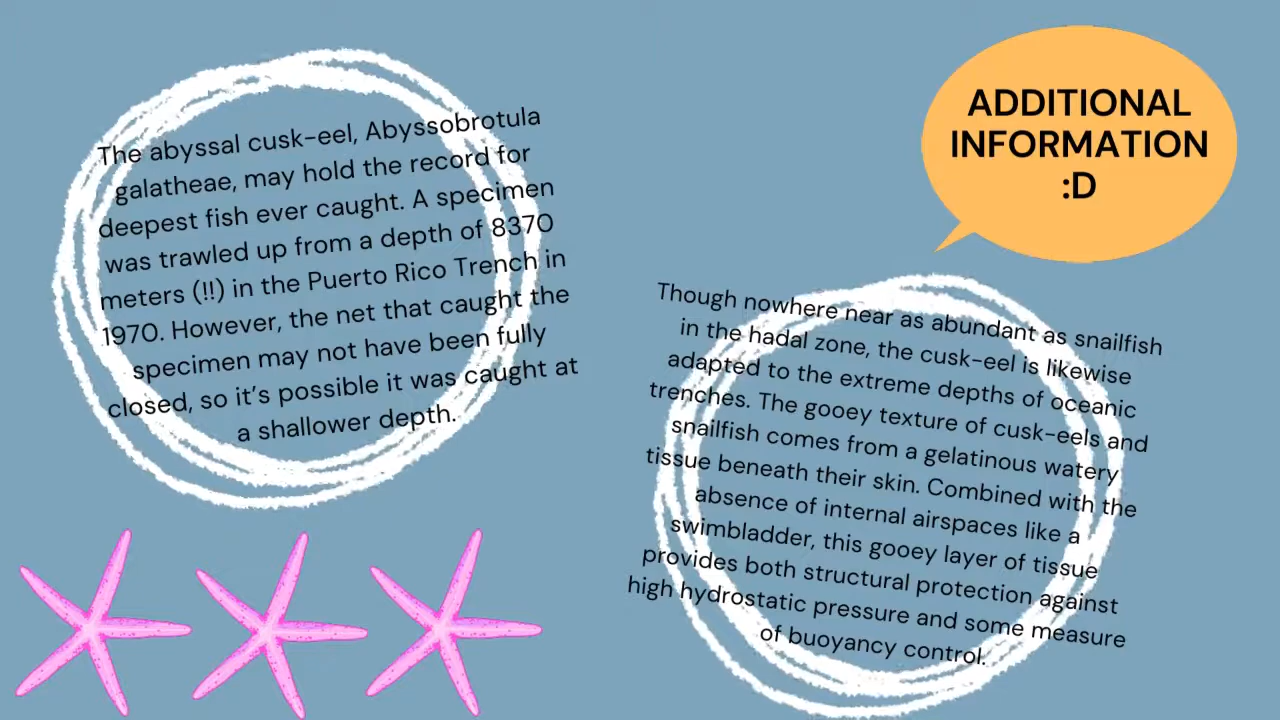 The abyssal cusk-eel, Abyssobrotula
galatheae, may hold the record for
deepest fish ever caught. A specimen
was trawled up from a depth of 8370
meters (!!) in the Puerto Rico Trench in
1970. However, the net that caught the
specimen may not have been fully
closed, so it’s possible it was caught at
a shallower depth.
ADDITIONAL
INFORMATION
:D
Though nowhere near as abundant as snailfish
in the hadal zone, the cusk-eel is likewise
adapted to the extreme depths of oceanic
trenches. The gooey texture of cusk-eels and
snailfish comes from a gelatinous watery
tissue beneath their skin. Combined with the
absence of internal airspaces like a
swimbladder, this gooey layer of tissue
provides both structural protection against
high hydrostatic pressure and some measure
of buoyancy control.